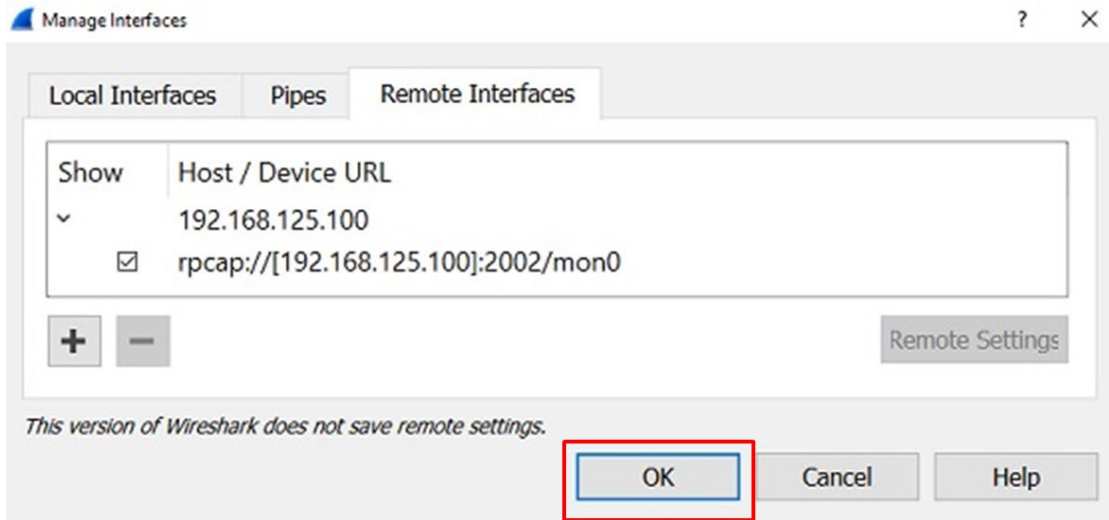 Manage Interfaces ?
Local Interfaces Pipes Remote Interfaces
Show Host / Device URL
192.168.125.100
rpcap://[192.168.125.100]:2002/mon0
Remote Settings
This version of Wireshark does not save remote settings.
OK Cancel Help